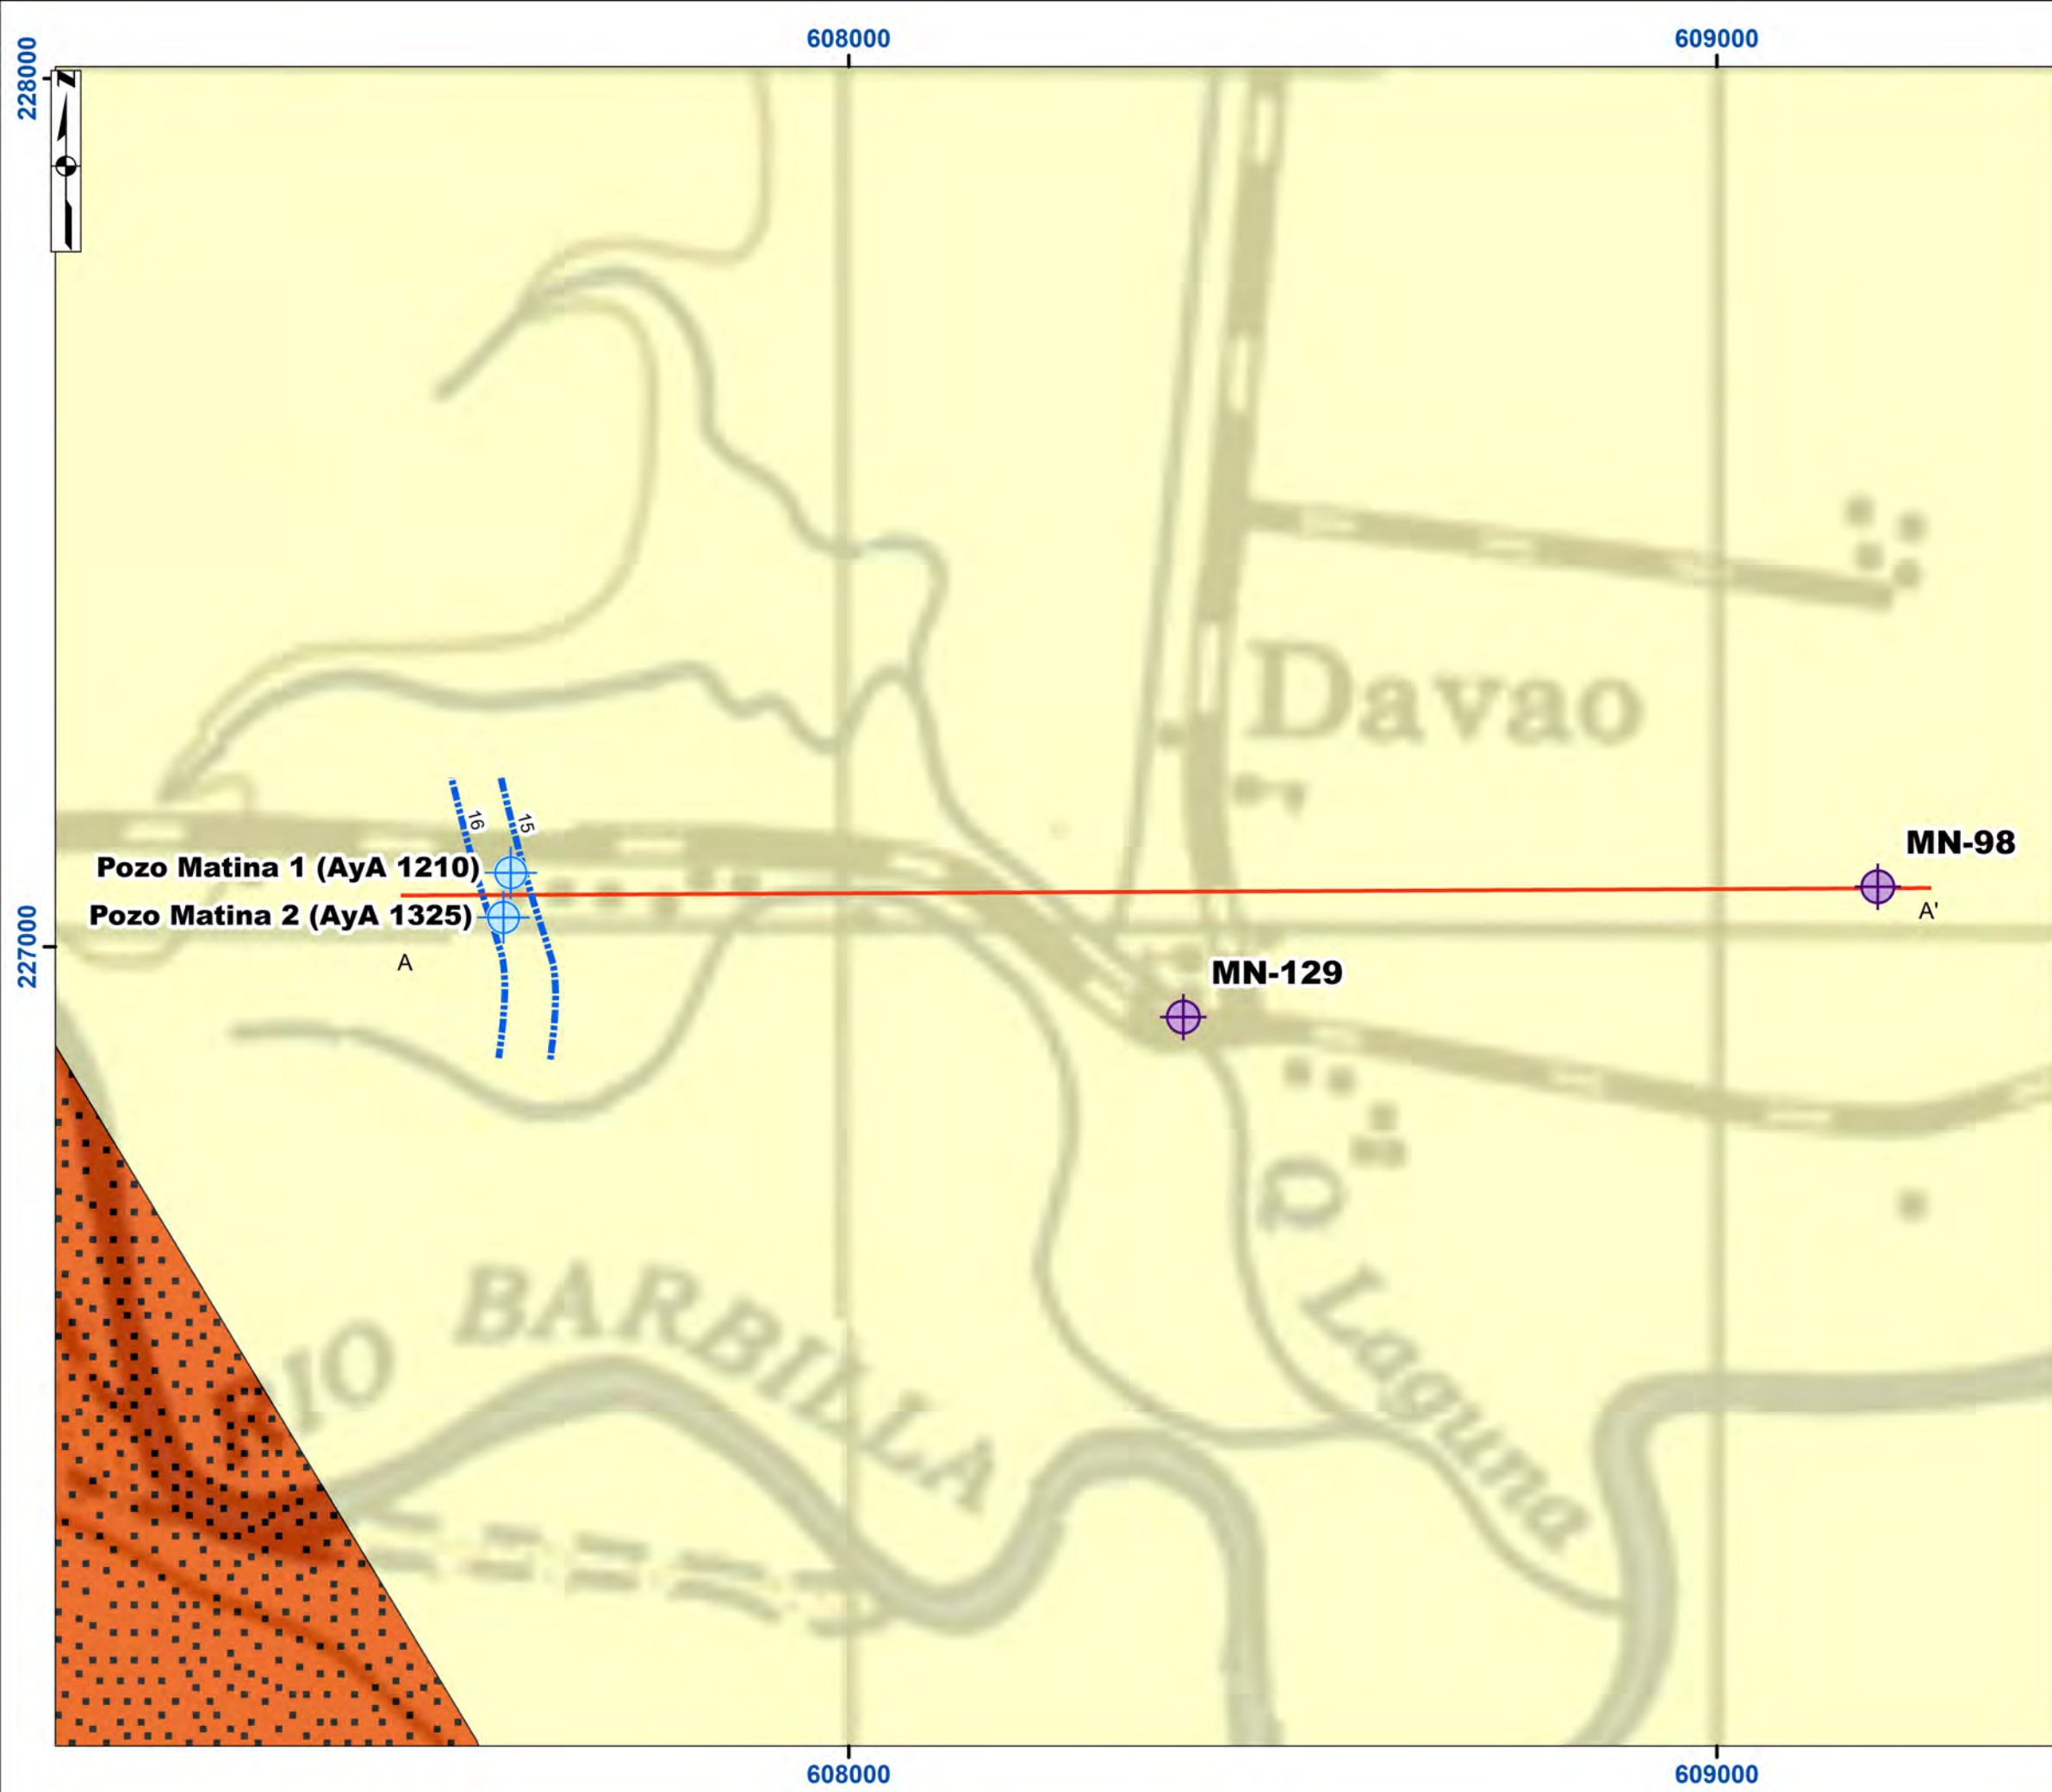 608000
609000
228000
N
Davao
16
15
Pozo Matina 1 (AyA 1210)
MN-98
A'
Pozo Matina 2 (AyA 1325)
227000
A
MN-129
Q Laguna
RIO BARBILLA
608000
609000